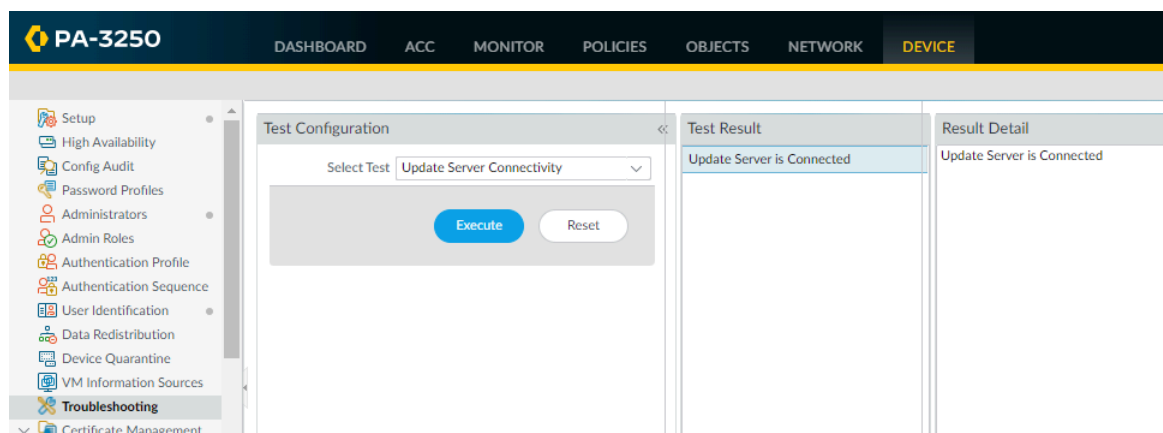 PA-3250
DASHBOARD ACC MONITOR POLICIES OBJECTS NETWORK DEVICE
Setup
High Availability
Config Audit
Password Profiles
Administrators
Admin Roles
Authentication Profile
Authentication Sequence
User Identification
Data Redistribution
Device Quarantine
VM Information Sources
Troubleshooting
Certificate Management
Test Configuration
Select Test Update Server Connectivity
Execute Reset
Test Result
Update Server is Connected
Result Detail
Update Server is Connected